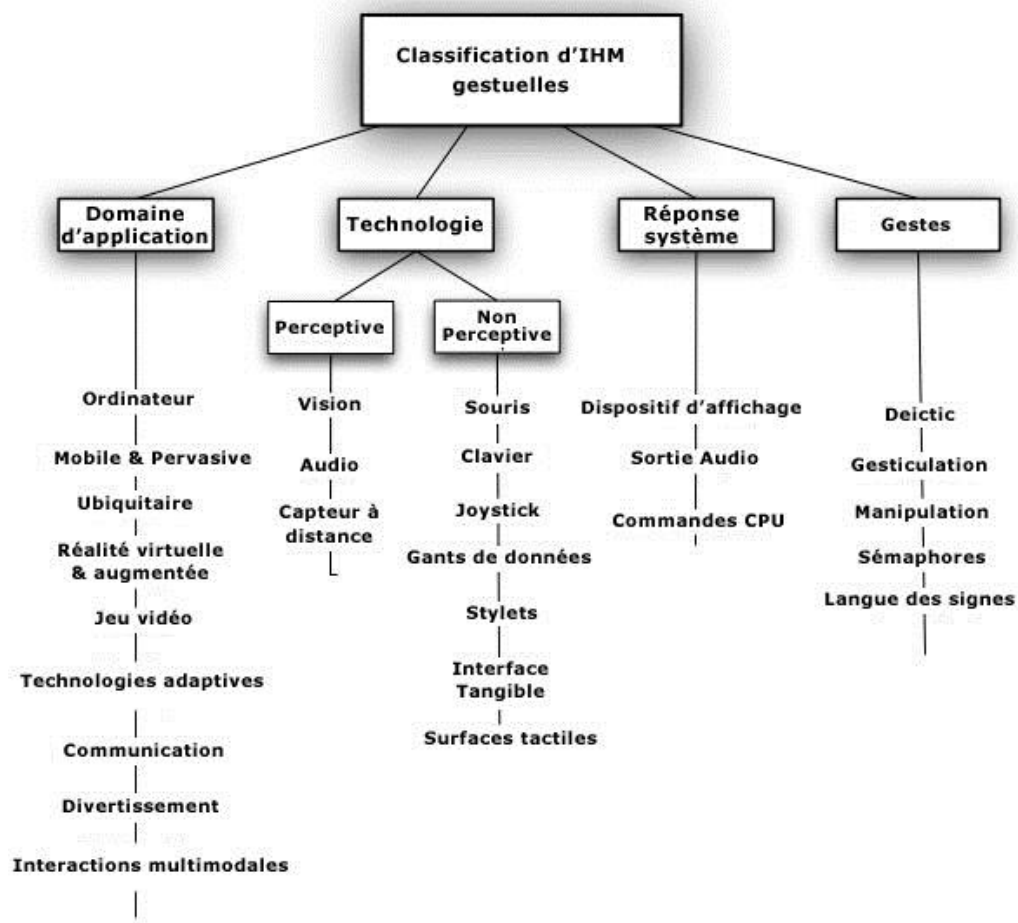 Classification d’IHM
gestuelles
Domaine
d’application
Technologie
Réponse
système
Gestes
Perceptive
Non
Perceptive
Ordinateur
Mobile & Pervasive
Ubiquitaire
Réalité virtuelle
& augmentée
Jeu vidéo
Technologies adaptives
Communication
Divertissement
Interactions multimodales
Vision
Audio
Capteur à
distance
Souris
Clavier
Joystick
Gants de données
Stylets
Interface
Tangible
Surfaces tactiles
Dispositif d’affichage
Sortie Audio
Commandes CPU
Deictic
Gesticulation
Manipulation
Sémaphores
Langue des signes